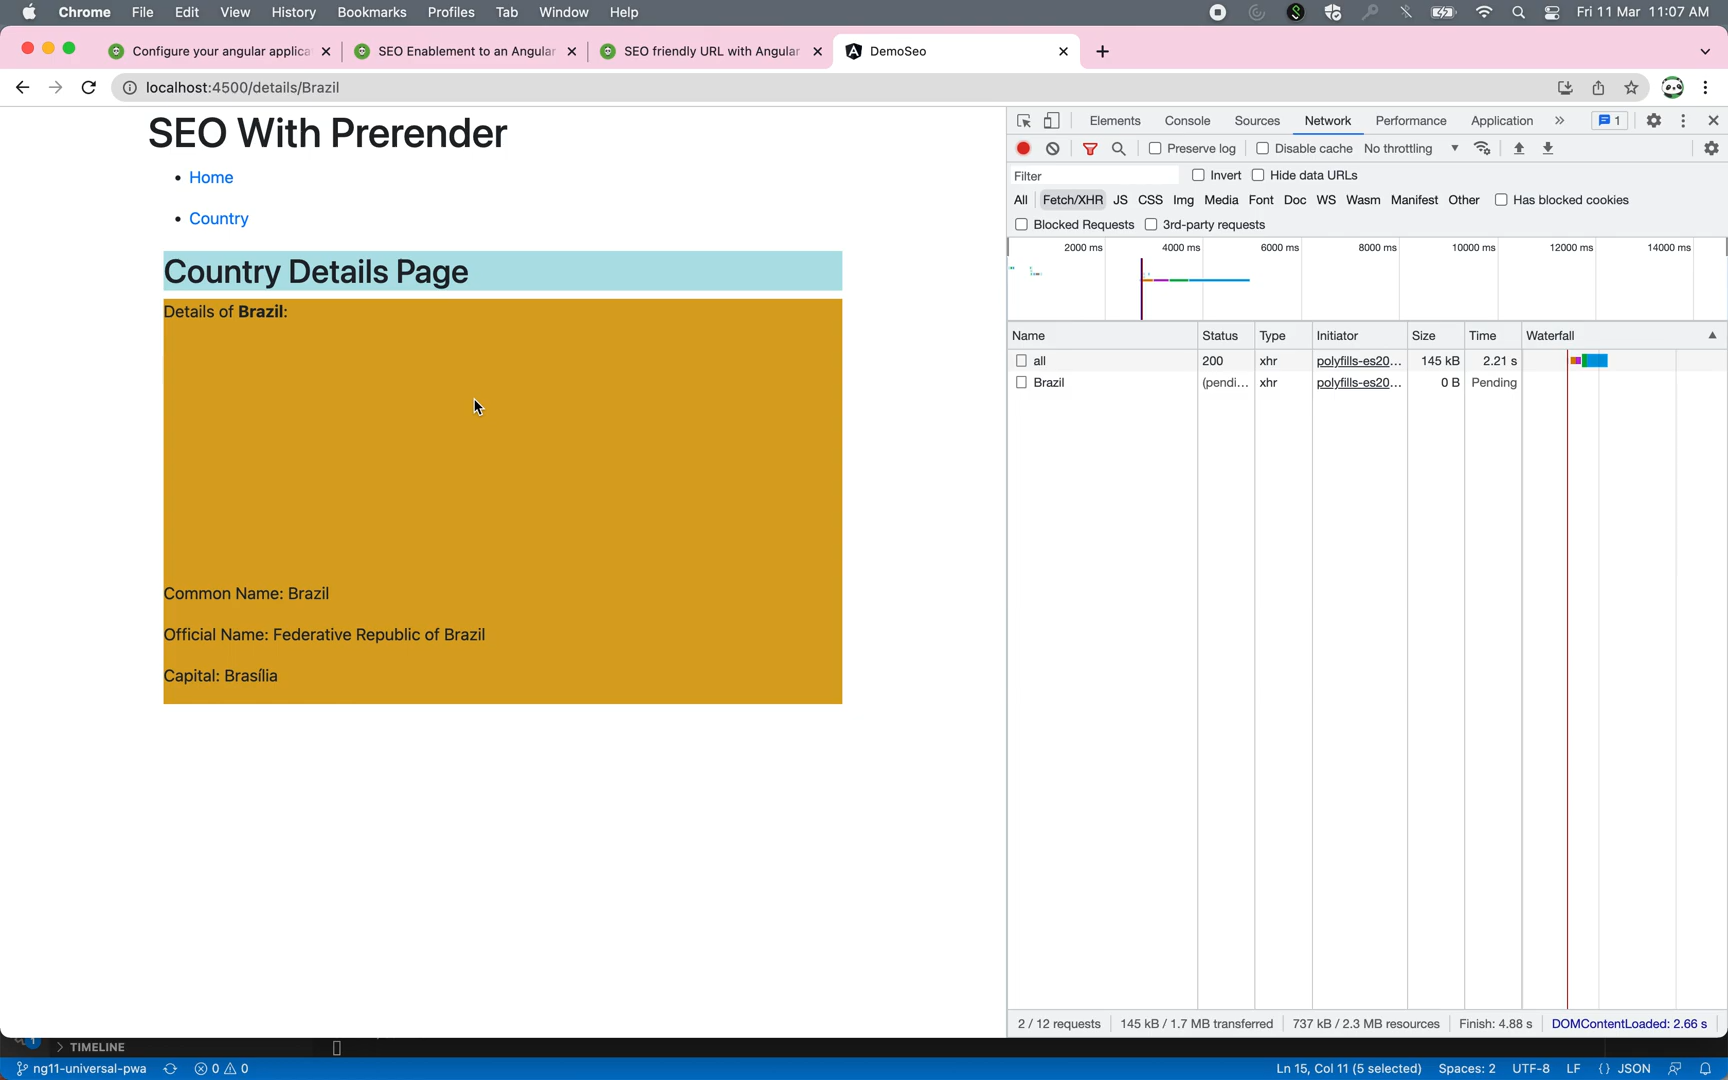 Chrome File Edit View History Bookmarks Profiles Tab Window Help Fri 11 Mar 11:07 AM
Configure your angular applica SEO Enablement to an Angular SEO friendly URL with Angular DemoSeo
localhost:4500/details/Brazil
SEO With Prerender
Home
Country
Country Details Page
Details of Brazil:
Common Name: Brazil
Official Name: Federative Republic of Brazil
Capital: Brasília
Elements Console Sources Network Performance Application » 1
Preserve log Disable cache No throttling
Filter Invert Hide data URLs
All Fetch/XHR JS CSS Img Media Font Doc WS Wasm Manifest Other Has blocked cookies
Blocked Requests 3rd-party requests
2000 ms 4000 ms 6000 ms 8000 ms 10000 ms 12000 ms 14000 ms
Name Status Type Initiator Size Time Waterfall
all 200 xhr polyfills-es20... 145 kB 2.21 s
Brazil (pendi... xhr polyfills-es20... 0 B Pending
2 / 12 requests 145 kB / 1.7 MB transferred 737 kB / 2.3 MB resources Finish: 4.88 s DOMContentLoaded: 2.66 s
1 TIMELINE
ng11-universal-pwa 0 0 Ln 15, Col 11 (5 selected) Spaces: 2 UTF-8 LF {} JSON